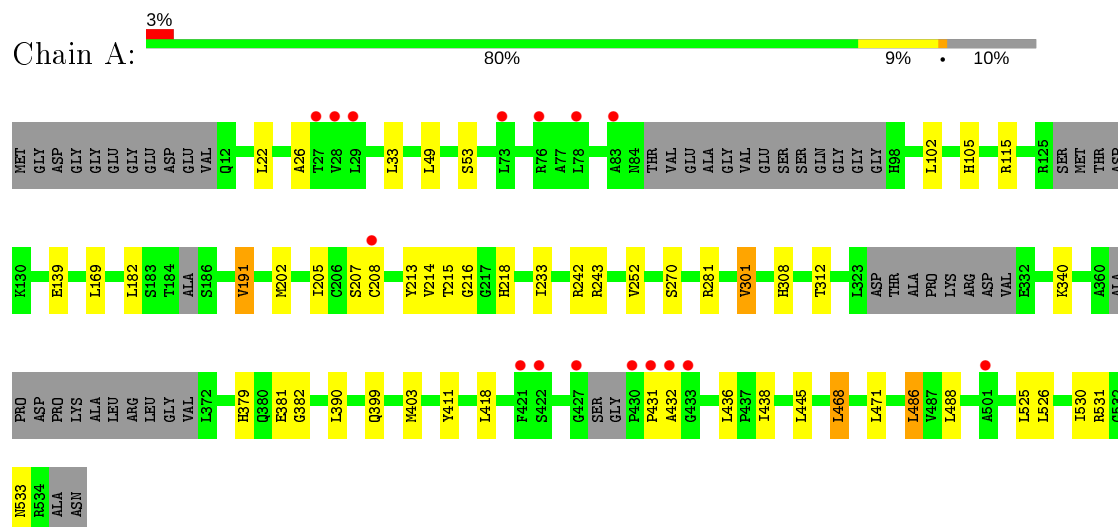 3%
Chain A:
80% 9% • 10%
MET GLY ASP GLY GLY GLU GLY GLU ASP GLU VAL Q12 L22 A26 T27 V28 L29 L33 L49 S53 L73 R76 A77 L78 A83 N84 THR VAL GLU ALA GLY VAL GLU SER SER GLN GLY GLY GLY H98 L102 H105 R115 R125 SER MET THR ASP
K130 E139 L169 L182 S183 T184 ALA S186 V191 M202 I205 C206 S207 C208 Y213 V214 T215 G216 G217 H218 I233 R242 R243 V252 S270 R281 V301 H308 T312 L323 ASP THR ALA PRO LYS ARG ASP VAL E332 K340 A360 ALA
PRO ASP PRO LYS ALA LEU ARG LEU GLY VAL L372 H379 Q380 E381 G382 L390 Q399 M403 Y411 L418 F421 S422 G427 SER GLY P430 P431 A432 G433 L436 P437 I438 L445 L468 L471 L486 V487 L488 A501 L525 L526 I530 R531 G532
N533 R534 ALA ASN